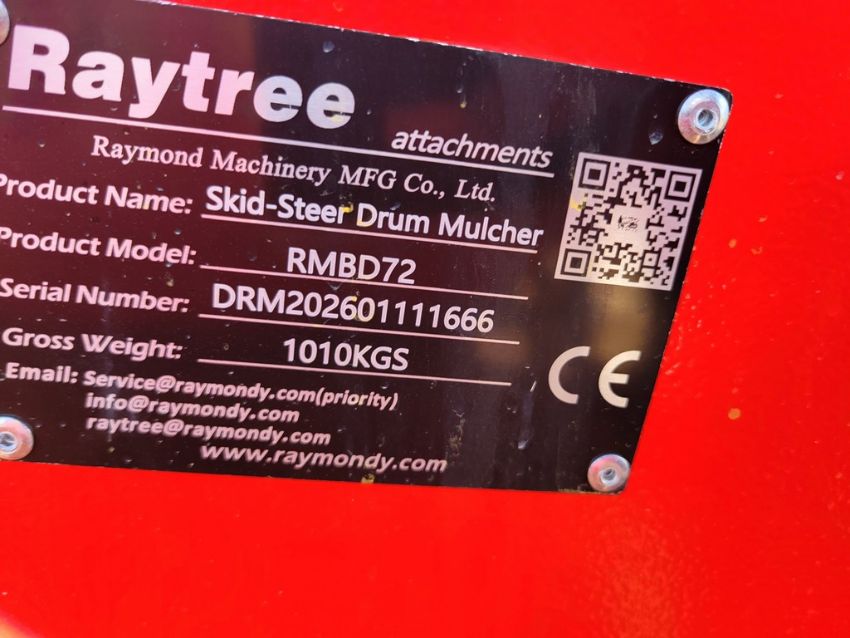 Raytree
attachments
Raymond Machinery MFG Co., Ltd.
Product Name: Skid-Steer Drum Mulcher
Product Model: RMBD72
Serial Number: DRM202601111666
Gross Weight: 1010KGS
Email: Service@raymondy.com(priority)
info@raymondy.com
raytree@raymondy.com
www.raymondy.com
CE